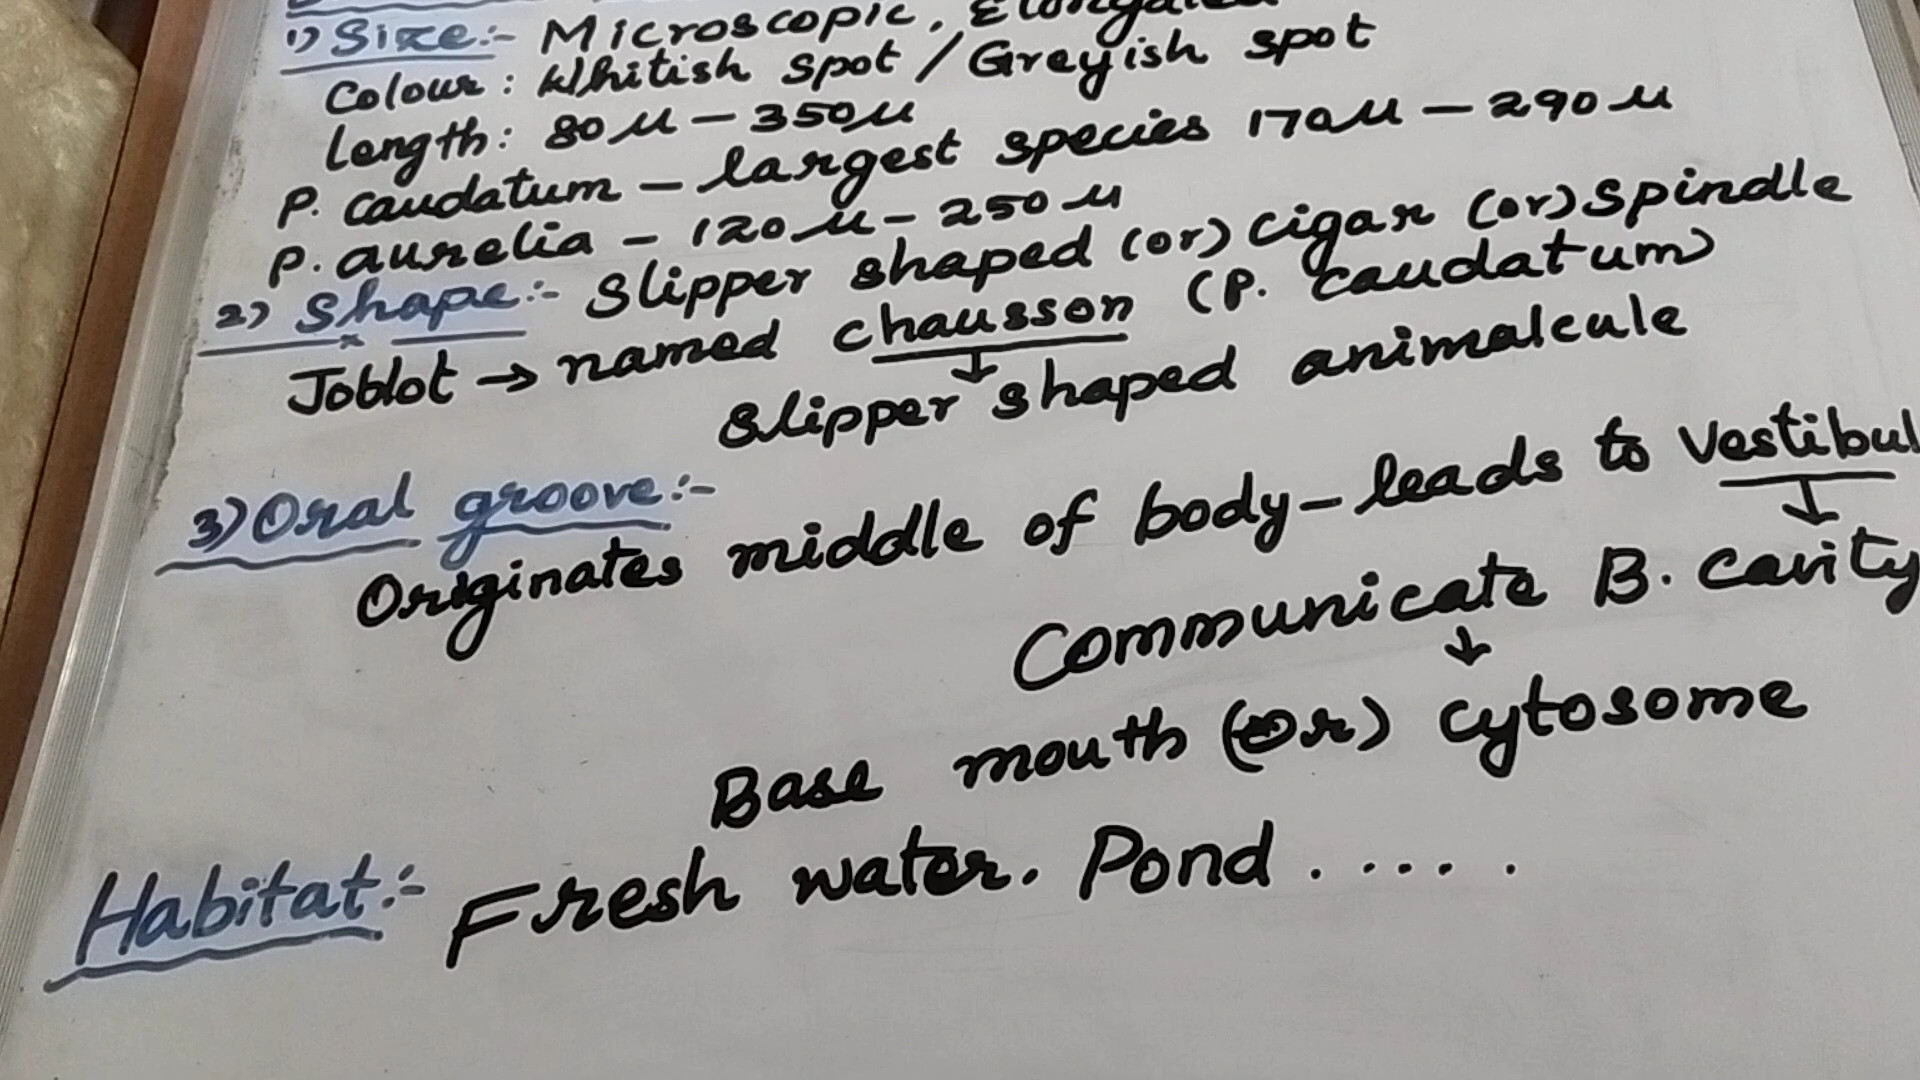 1) Size:- Microscopic, Elongated
Colour: Whitish spot / Greyish spot
Length: 80µ - 350µ
P. caudatum - largest species 170µ - 290µ
P. aurelia - 120µ - 250µ
2) Shape:- Slipper shaped (or) cigar (or) spindle
Joblot → named chausson (P. caudatum)
↓
Slipper shaped animalcule
3) Oral groove:-
Originates middle of body - leads to vestibul
↓
Communicate B. cavity
↓
Base mouth (or) cytosome
Habitat:- Fresh water. Pond .....